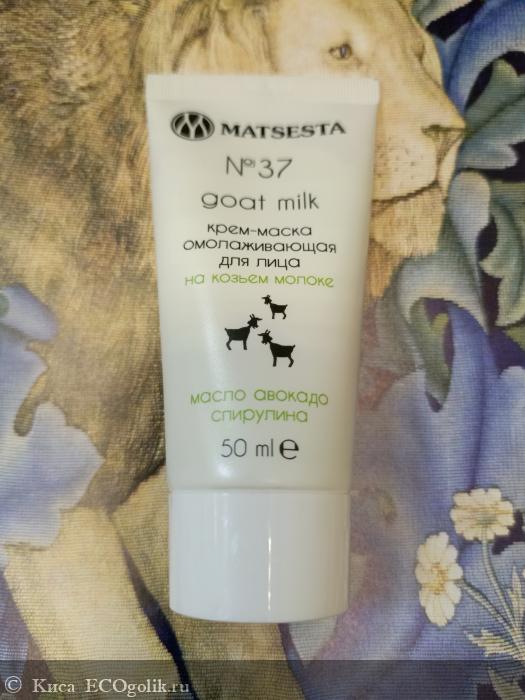 MATSESTA
№37
goat milk
крем-маска
омолаживающая
для лица
на козьем молоке
масло авокадо
спирулина
50 ml e
© Киса ECOgolik.ru